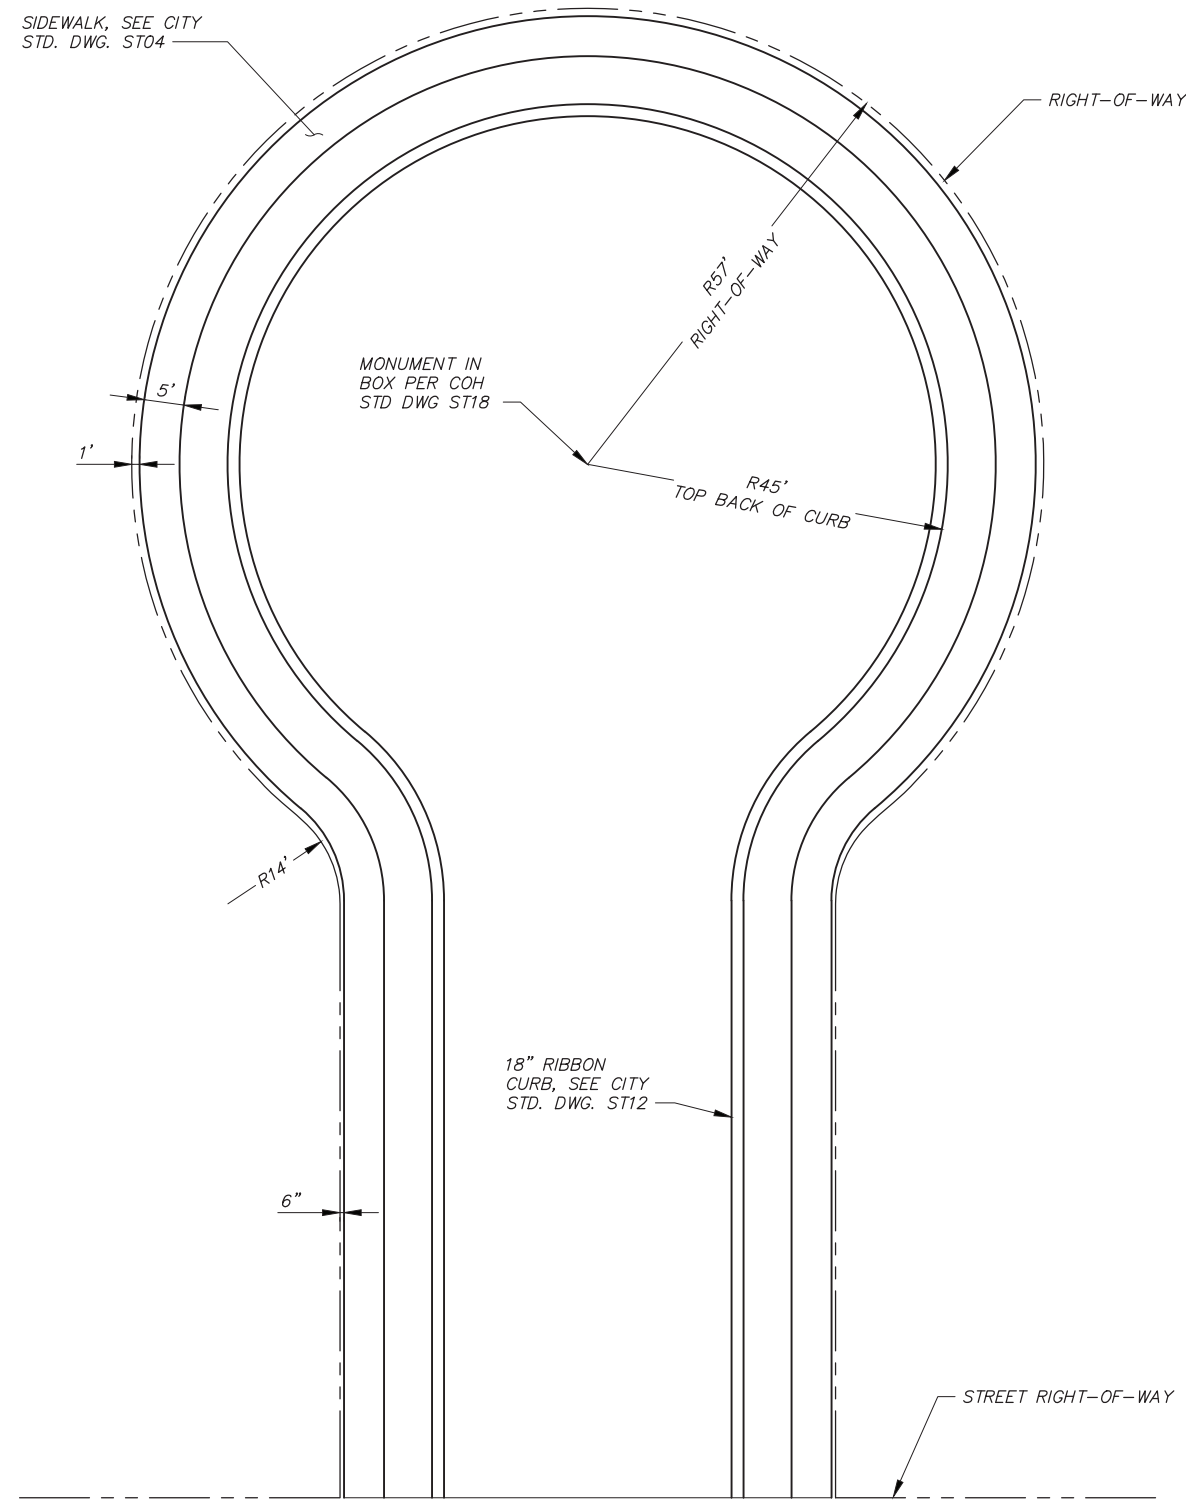 SIDEWALK, SEE CITY
STD. DWG. ST04
RIGHT-OF-WAY
R57'
RIGHT-OF-WAY
MONUMENT IN
BOX PER COH
STD DWG ST18
5'
1'
R45'
TOP BACK OF CURB
R14'
18" RIBBON
CURB, SEE CITY
STD. DWG. ST12
6"
STREET RIGHT-OF-WAY